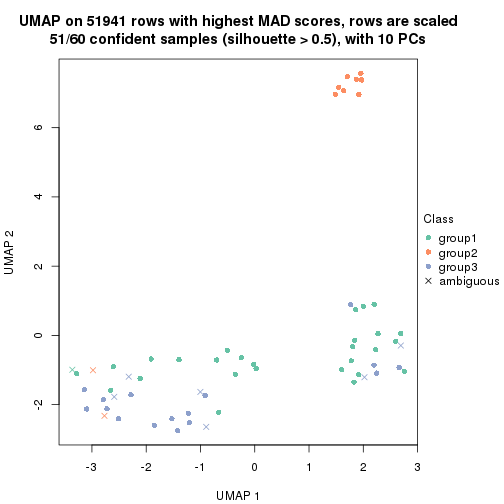 UMAP on 51941 rows with highest MAD scores, rows are scaled
51/60 confident samples (silhouette > 0.5), with 10 PCs
6
4
2
0
-2
UMAP 2
-3
-2
-1
0
1
2
3
UMAP 1
Class
group1
group2
group3
ambiguous